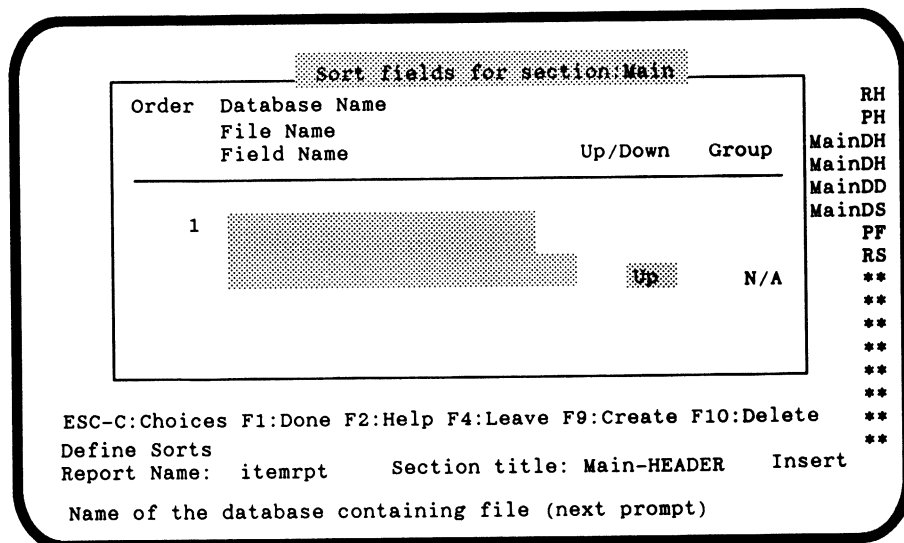 Sort fields for section:Main
Order Database Name
File Name
Field Name Up/Down Group
1
Up N/A
RH
PH
MainDH
MainDH
MainDD
MainDS
PF
RS
**
**
**
**
**
**
**
**
ESC-C:Choices F1:Done F2:Help F4:Leave F9:Create F10:Delete
Define Sorts
Report Name: itemrpt Section title: Main-HEADER Insert
Name of the database containing file (next prompt)